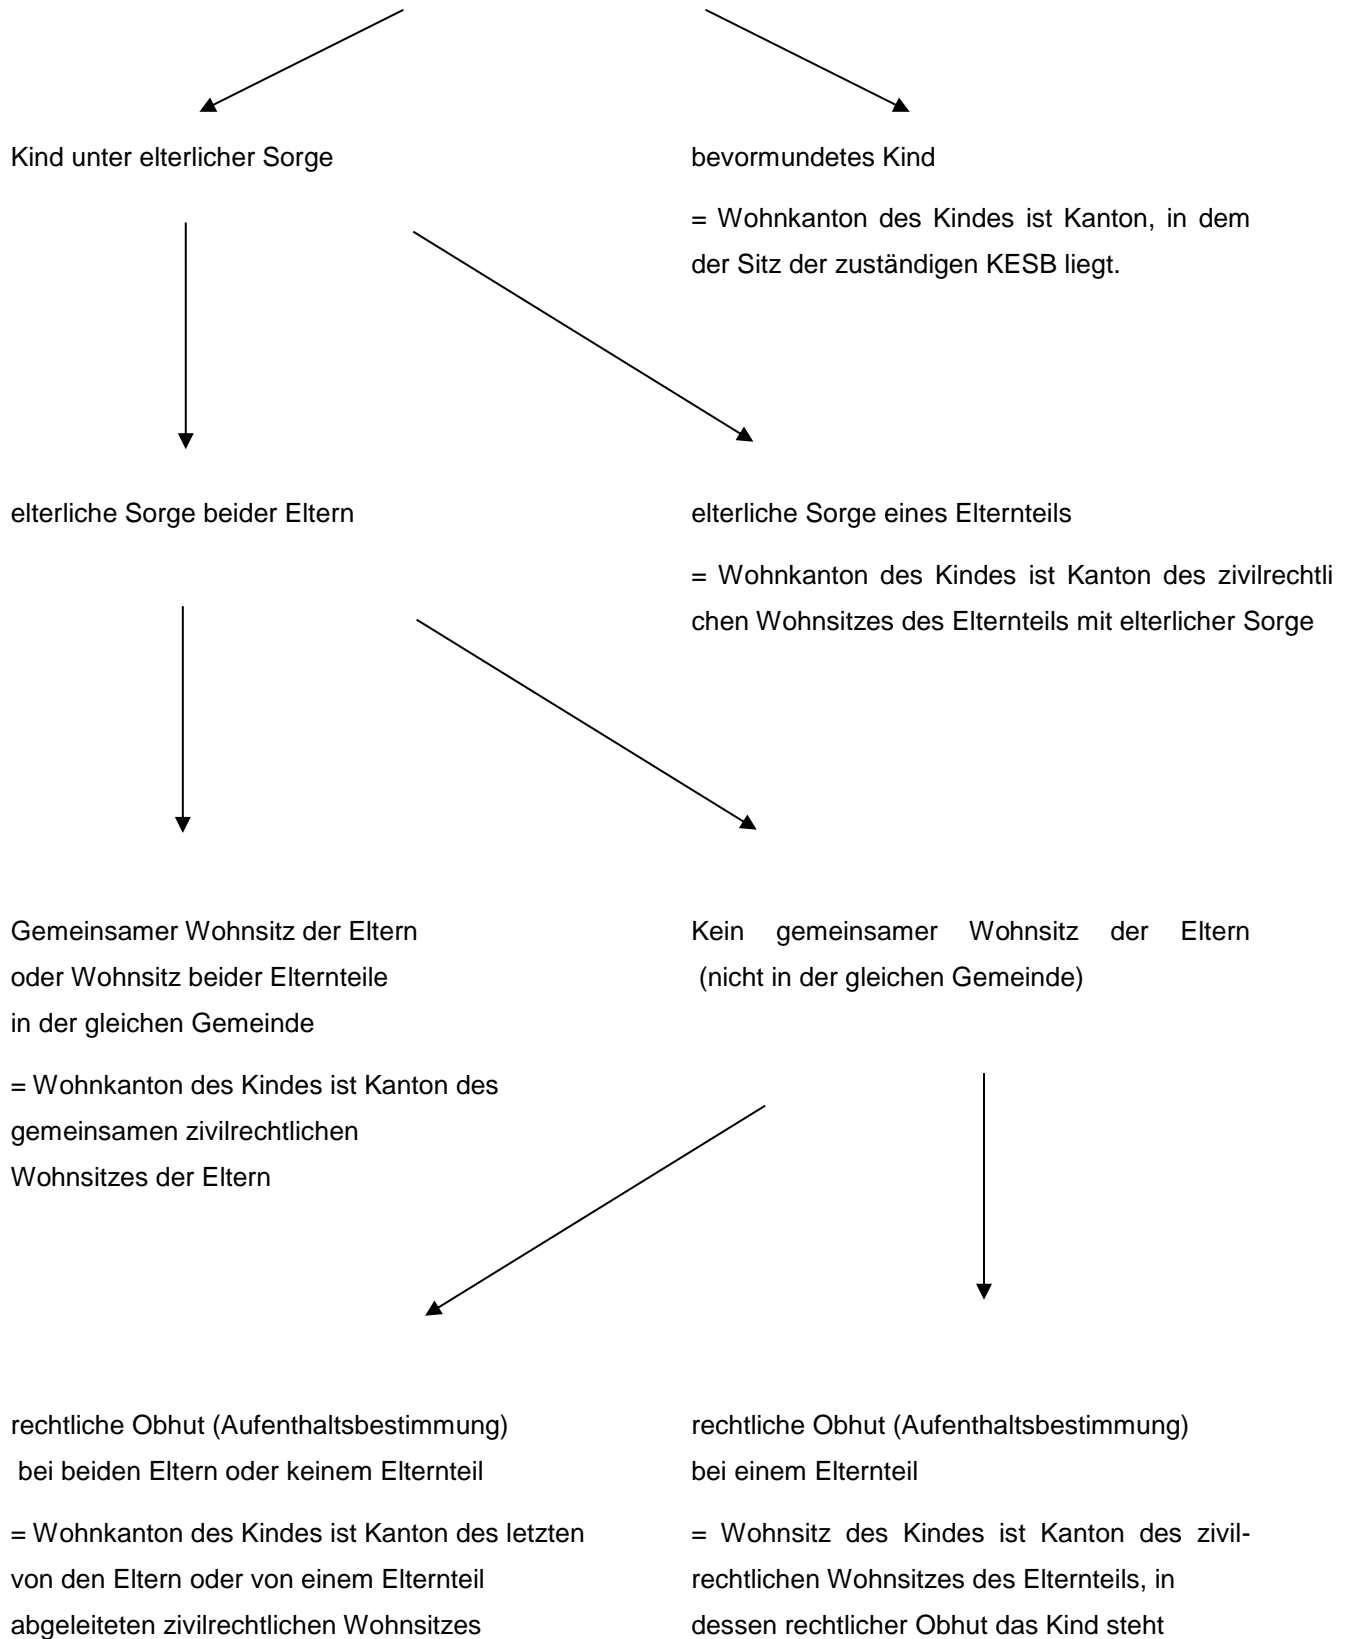 Kind unter elterlicher Sorge
bevormundetes Kind
= Wohnkanton des Kindes ist Kanton, in dem
der Sitz der zuständigen KESB liegt.
elterliche Sorge beider Eltern
elterliche Sorge eines Elternteils
= Wohnkanton des Kindes ist Kanton des zivilrechtli
chen Wohnsitzes des Elternteils mit elterlicher Sorge
Gemeinsamer Wohnsitz der Eltern
oder Wohnsitz beider Elternteile
in der gleichen Gemeinde
= Wohnkanton des Kindes ist Kanton des
gemeinsamen zivilrechtlichen
Wohnsitzes der Eltern
Kein gemeinsamer Wohnsitz der Eltern
(nicht in der gleichen Gemeinde)
rechtliche Obhut (Aufenthaltsbestimmung)
bei beiden Eltern oder keinem Elternteil
= Wohnkanton des Kindes ist Kanton des letzten
von den Eltern oder von einem Elternteil
abgeleiteten zivilrechtlichen Wohnsitzes
rechtliche Obhut (Aufenthaltsbestimmung)
bei einem Elternteil
= Wohnsitz des Kindes ist Kanton des zivil-
rechtlichen Wohnsitzes des Elternteils, in
dessen rechtlicher Obhut das Kind steht